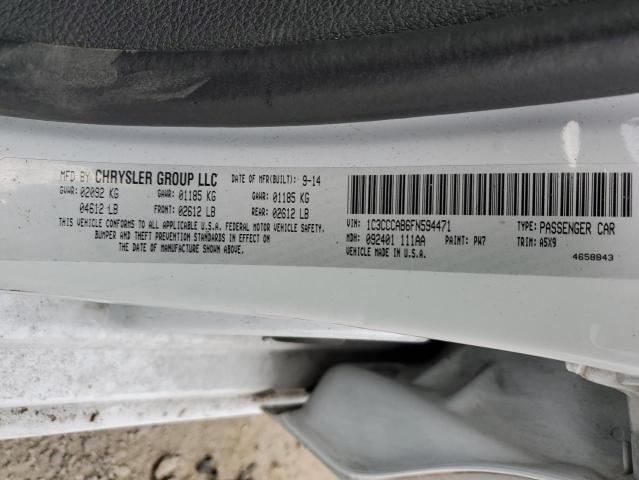 MFD BY CHRYSLER GROUP LLC DATE OF MFR(BUILT): 9-14
GVWR: 02092 KG GAWR: 01185 KG GAWR: 01185 KG
04612 LB FRONT: 02612 LB REAR: 02612 LB
THIS VEHICLE CONFORMS TO ALL APPLICABLE U.S.A. FEDERAL MOTOR VEHICLE SAFETY,
BUMPER AND THEFT PREVENTION STANDARDS IN EFFECT ON
THE DATE OF MANUFACTURE SHOWN ABOVE.
VIN: 1C3CCCAB6FN594471 TYPE: PASSENGER CAR
MDH: 092401 111AA PAINT: PW7 TRIM: A5X9
VEHICLE MADE IN U.S.A.
4658843